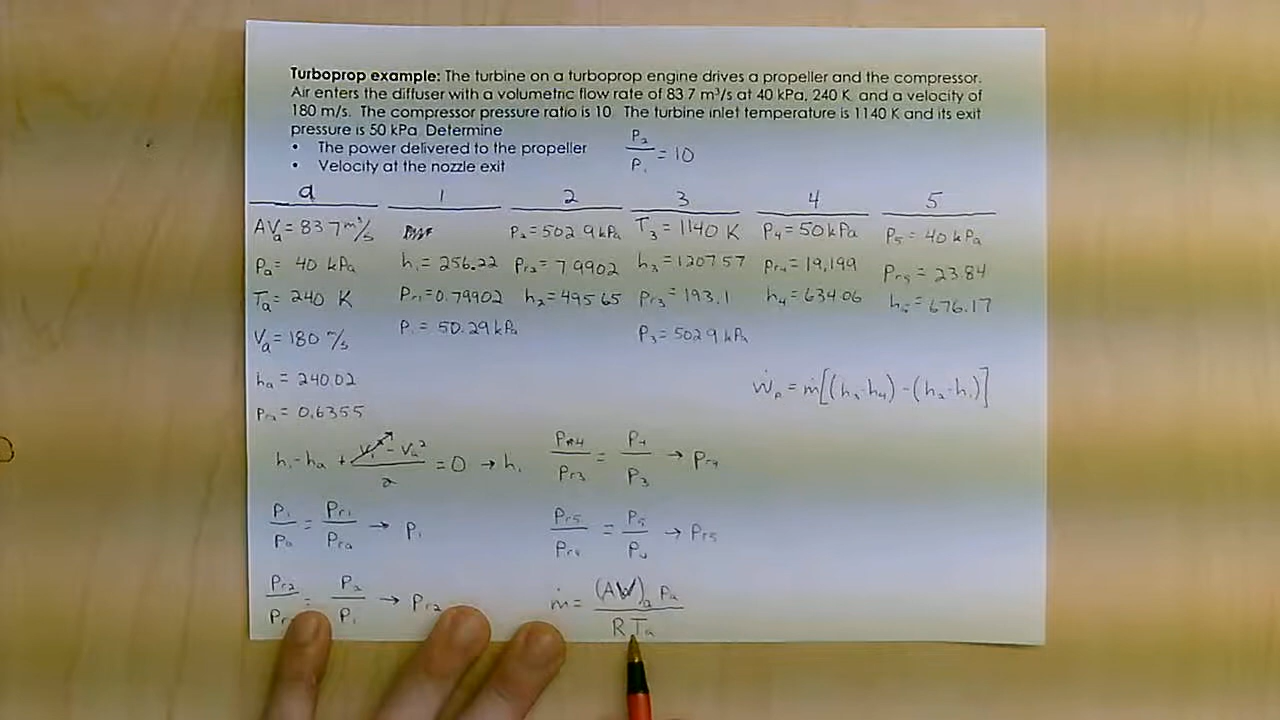 Turboprop example: The turbine on a turboprop engine drives a propeller and the compressor.
Air enters the diffuser with a volumetric flow rate of 83 7 m³/s at 40 kPa, 240 K and a velocity of
180 m/s. The compressor pressure ratio is 10 The turbine inlet temperature is 1140 K and its exit
pressure is 50 kPa Determine
• The power delivered to the propeller
• Velocity at the nozzle exit
P₂/P₁ = 10
a 1 2 3 4 5
AVₐ = 83 7 m³/s P₂ = 502 9 kPa T₃ = 1140 K P₄ = 50 kPa P₅ = 40 kPa
Pₐ = 40 kPa h₁ = 256.22 Pr₂ = 7 9902 h₃ = 1207 57 Pr₄ = 19,199 Pr₅ = 23.84
Tₐ = 240 K Pr₁ = 0.79902 h₂ = 495 65 Pr₃ = 193.1 h₄ = 634 06 h₅ = 676.17
Vₐ = 180 m/s P₁ = 50.29 kPa P₃ = 502 9 kPa
hₐ = 240.02 Ẇₚ = ṁ[(h₃-h₄) - (h₂-h₁)]
Prₐ = 0.6355
h₁ - hₐ + (V₁² - Vₐ²)/2 = 0 → h₁ Pr4/Pr3 = P₄/P₃ → Pr₄
P₁/Pₐ = Pr₁/Prₐ → P₁ Pr5/Pr4 = P₅/P₄ → Pr₅
Pr2/Pr = P₂/P₁ → Pr₂ ṁ = (AV)ₐ Pₐ/RTₐ